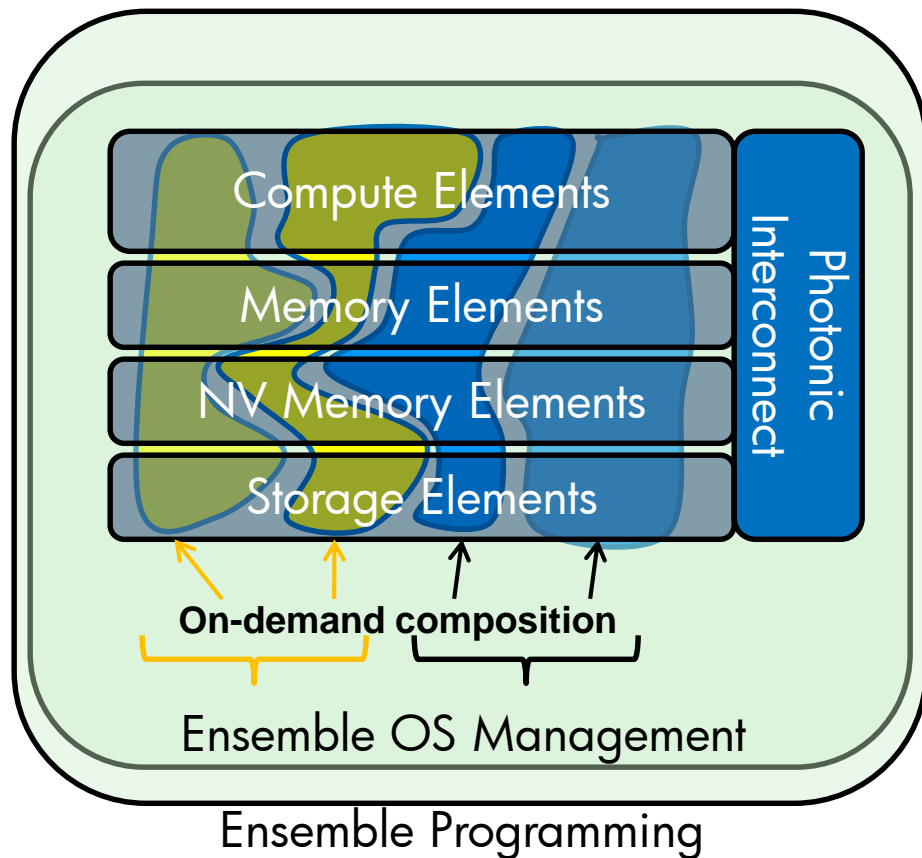 Compute Elements
Memory Elements
NV Memory Elements
Storage Elements
Photonic
Interconnect
On-demand composition
Ensemble OS Management
Ensemble Programming